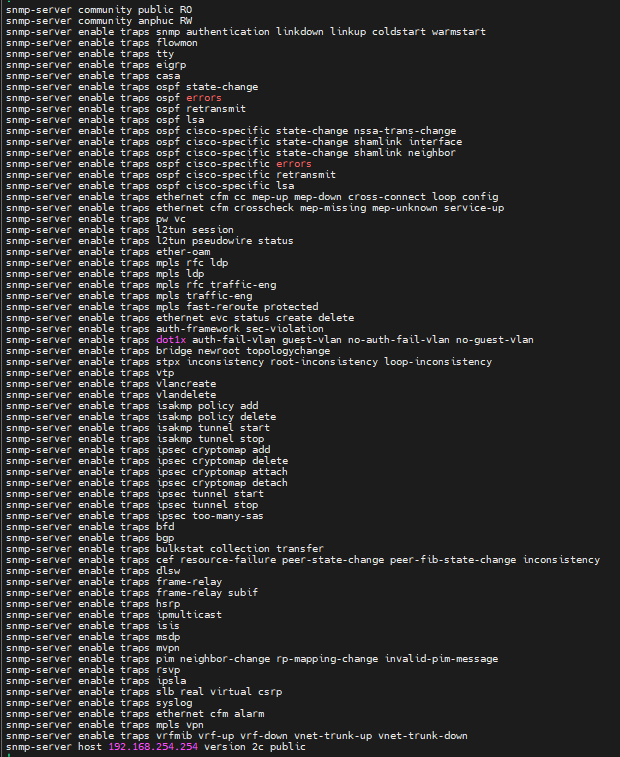 snmp-server community public RO
snmp-server community anphuc RW
snmp-server enable traps snmp authentication linkdown linkup coldstart warmstart
snmp-server enable traps flowmon
snmp-server enable traps tty
snmp-server enable traps eigrp
snmp-server enable traps casa
snmp-server enable traps ospf state-change
snmp-server enable traps ospf errors
snmp-server enable traps ospf retransmit
snmp-server enable traps ospf lsa
snmp-server enable traps ospf cisco-specific state-change nssa-trans-change
snmp-server enable traps ospf cisco-specific state-change shamlink interface
snmp-server enable traps ospf cisco-specific state-change shamlink neighbor
snmp-server enable traps ospf cisco-specific errors
snmp-server enable traps ospf cisco-specific retransmit
snmp-server enable traps ospf cisco-specific lsa
snmp-server enable traps ethernet cfm cc mep-up mep-down cross-connect loop config
snmp-server enable traps ethernet cfm crosscheck mep-missing mep-unknown service-up
snmp-server enable traps pw vc
snmp-server enable traps l2tun session
snmp-server enable traps l2tun pseudowire status
snmp-server enable traps ether-oam
snmp-server enable traps mpls rfc ldp
snmp-server enable traps mpls ldp
snmp-server enable traps mpls rfc traffic-eng
snmp-server enable traps mpls traffic-eng
snmp-server enable traps mpls fast-reroute protected
snmp-server enable traps ethernet evc status create delete
snmp-server enable traps auth-framework sec-violation
snmp-server enable traps dot1x auth-fail-vlan guest-vlan no-auth-fail-vlan no-guest-vlan
snmp-server enable traps bridge newroot topologychange
snmp-server enable traps stpx inconsistency root-inconsistency loop-inconsistency
snmp-server enable traps vtp
snmp-server enable traps vlancreate
snmp-server enable traps vlandelete
snmp-server enable traps isakmp policy add
snmp-server enable traps isakmp policy delete
snmp-server enable traps isakmp tunnel start
snmp-server enable traps isakmp tunnel stop
snmp-server enable traps ipsec cryptomap add
snmp-server enable traps ipsec cryptomap delete
snmp-server enable traps ipsec cryptomap attach
snmp-server enable traps ipsec cryptomap detach
snmp-server enable traps ipsec tunnel start
snmp-server enable traps ipsec tunnel stop
snmp-server enable traps ipsec too-many-sas
snmp-server enable traps bfd
snmp-server enable traps bgp
snmp-server enable traps bulkstat collection transfer
snmp-server enable traps cef resource-failure peer-state-change peer-fib-state-change inconsistency
snmp-server enable traps dlsw
snmp-server enable traps frame-relay
snmp-server enable traps frame-relay subif
snmp-server enable traps hsrp
snmp-server enable traps ipmulticast
snmp-server enable traps isis
snmp-server enable traps msdp
snmp-server enable traps mvpn
snmp-server enable traps pim neighbor-change rp-mapping-change invalid-pim-message
snmp-server enable traps rsvp
snmp-server enable traps ipsla
snmp-server enable traps slb real virtual csrp
snmp-server enable traps syslog
snmp-server enable traps ethernet cfm alarm
snmp-server enable traps mpls vpn
snmp-server enable traps vrfmib vrf-up vrf-down vnet-trunk-up vnet-trunk-down
snmp-server host 192.168.254.254 version 2c public